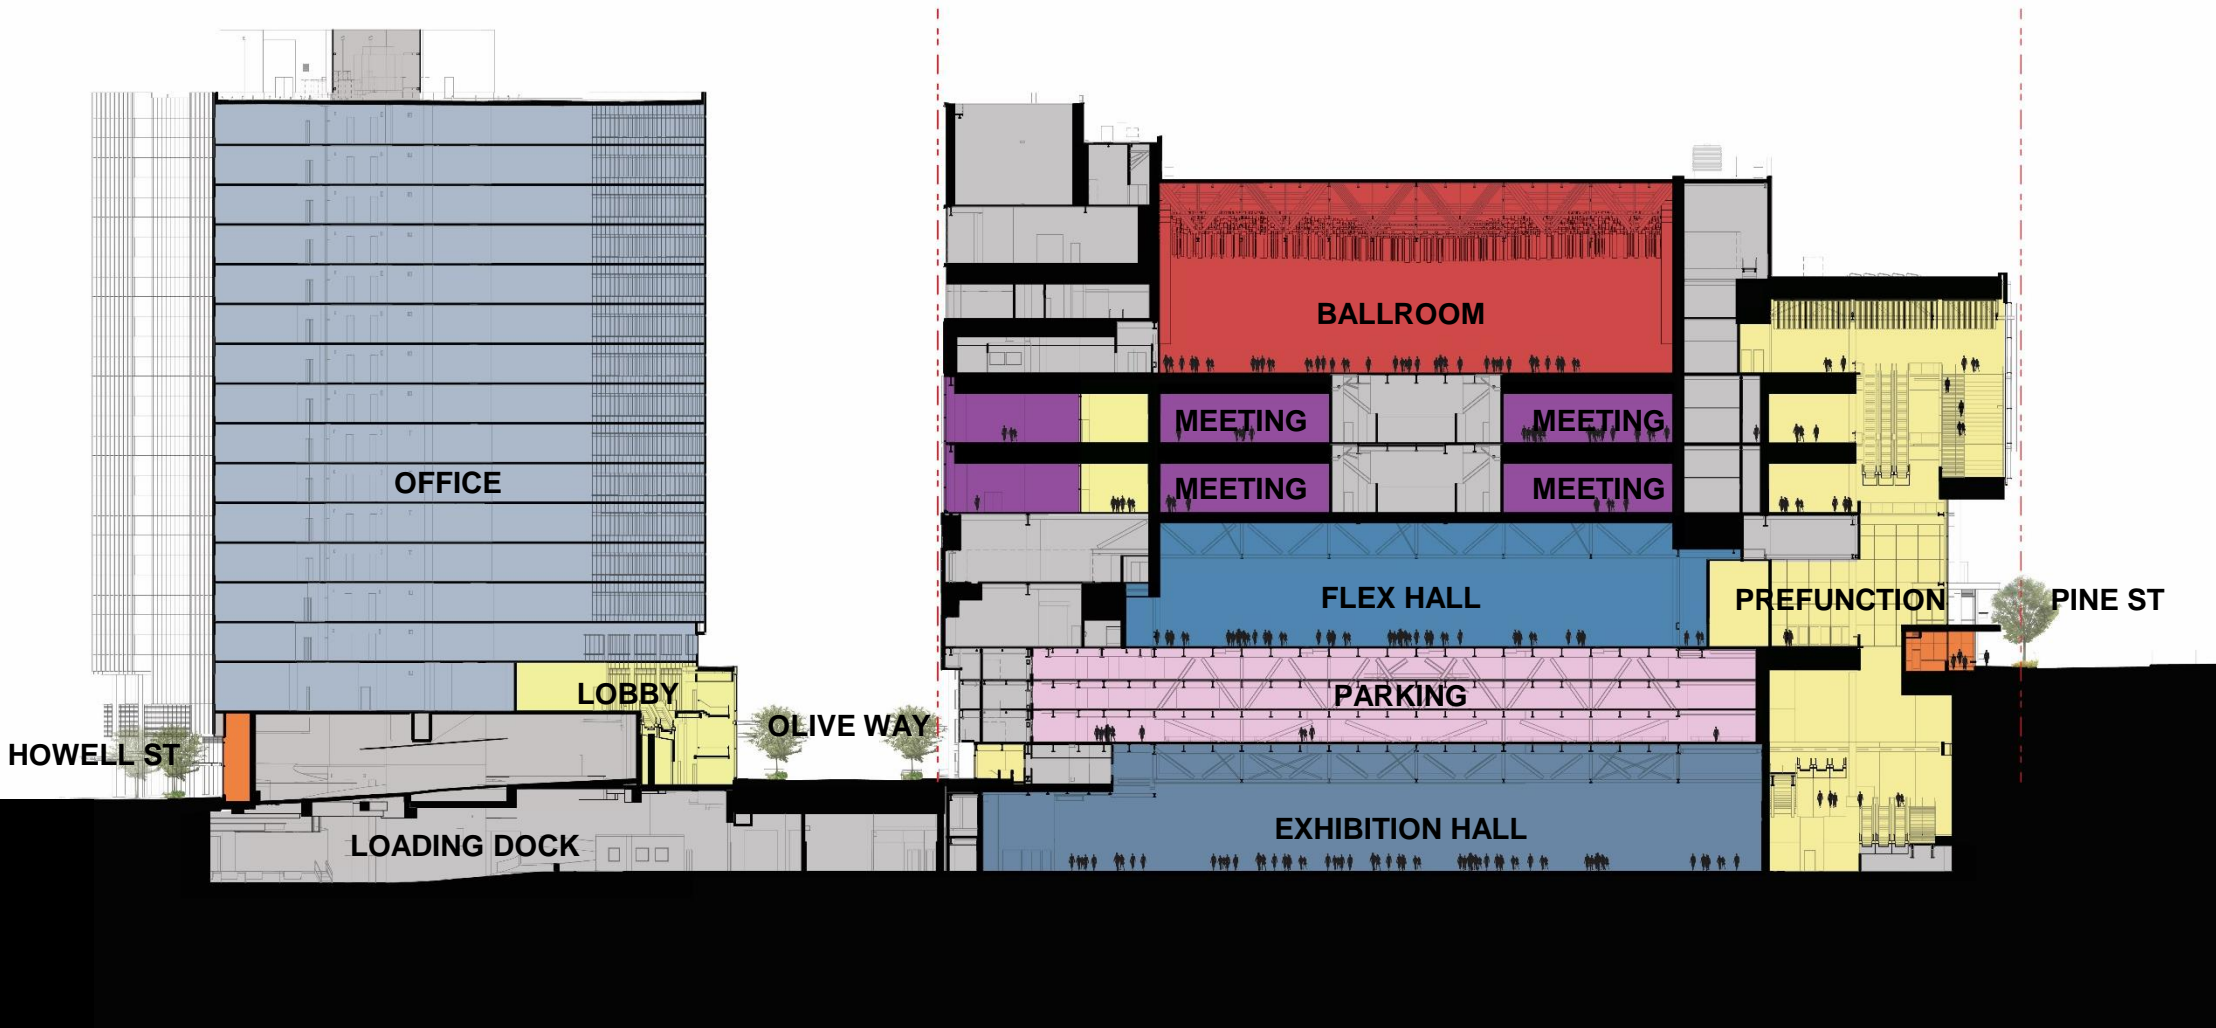 BALLROOM
MEETING MEETING
OFFICE
MEETING MEETING
FLEX HALL
PREFUNCTION
PINE ST
LOBBY
PARKING
OLIVE WAY
HOWELL ST
EXHIBITION HALL
LOADING DOCK